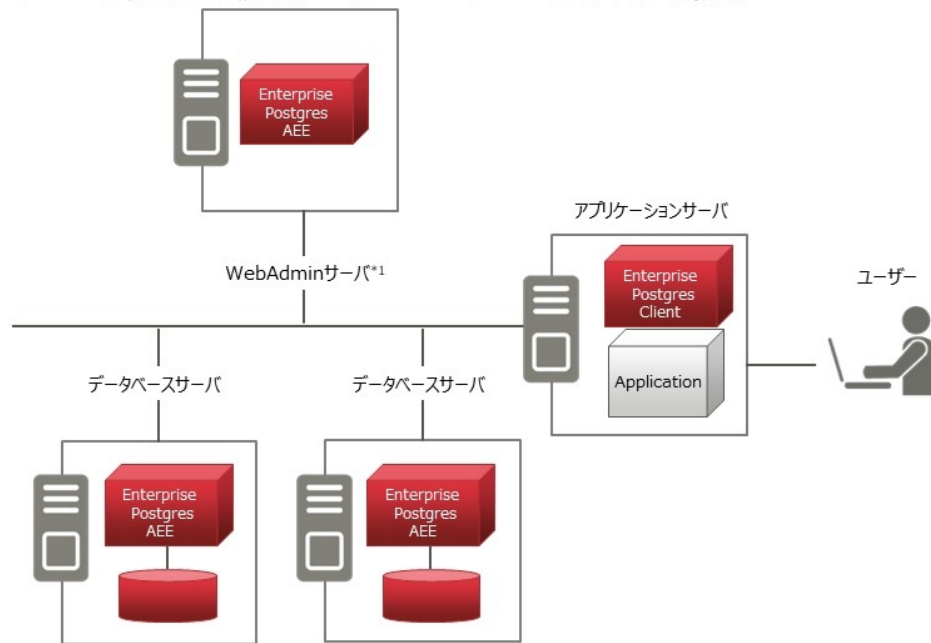 Enterprise
Postgres
AEE
アプリケーションサーバ
WebAdminサーバ*1
Enterprise
Postgres
Client
ユーザー
Application
データベースサーバ
データベースサーバ
Enterprise
Postgres
AEE
Enterprise
Postgres
AEE